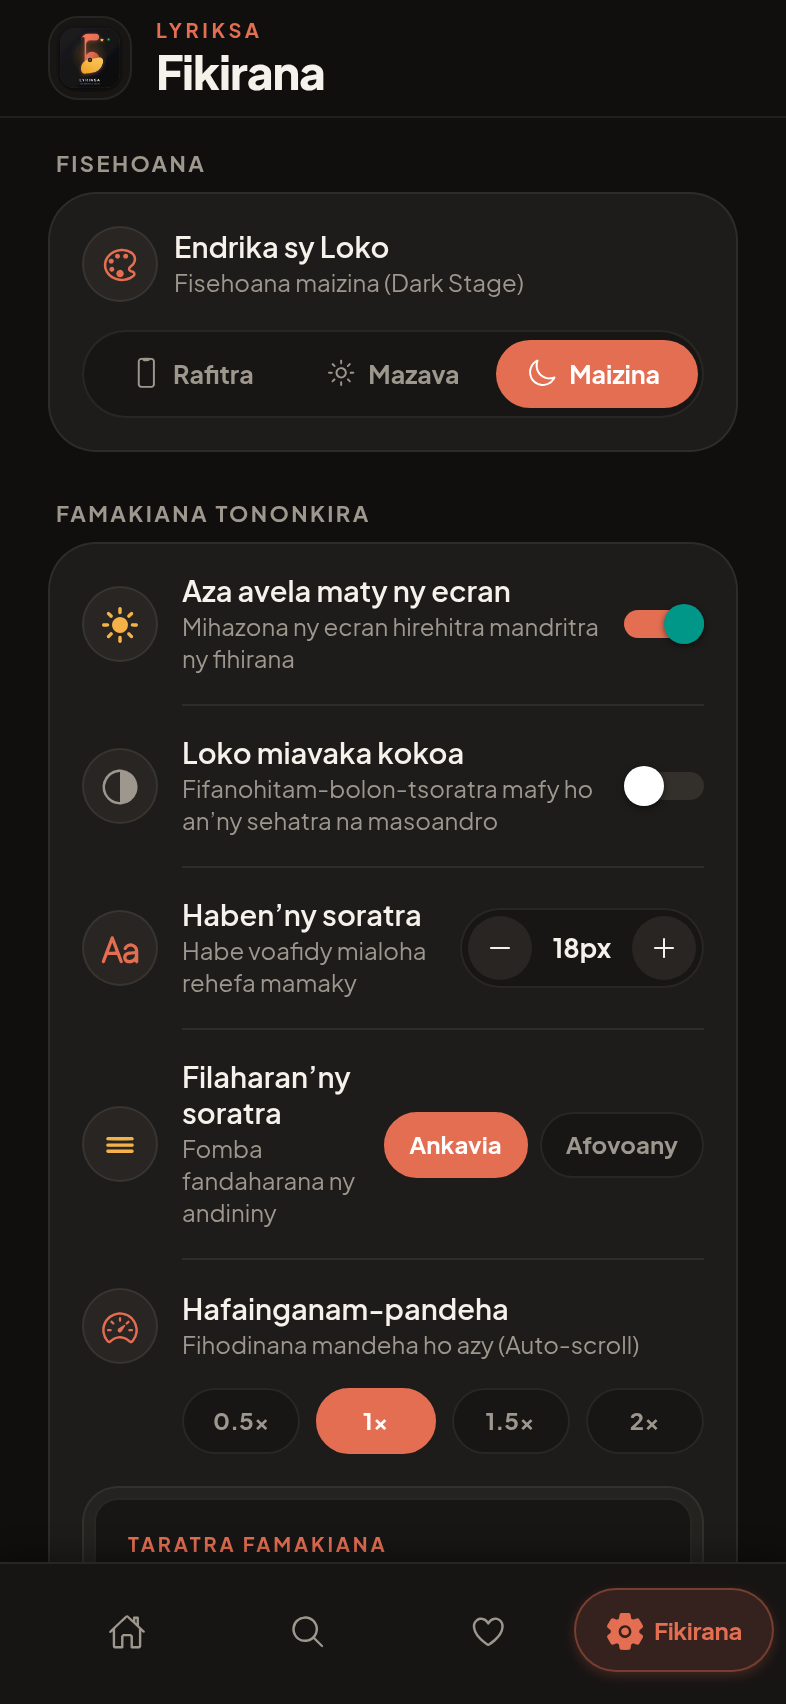 LYRIKSA
Fikirana
FISEHOANA
Endrika sy Loko
Fisehoana maizina (Dark Stage)
Rafitra
Mazava
Maizina
FAMAKIANA TONONKIRA
Aza avela maty ny ecran
Mihazona ny ecran hirehitra mandritra
ny fihirana
Loko miavaka kokoa
Fifanohitam-bolon-tsoratra mafy ho
an’ny sehatra na masoandro
Haben’ny soratra
Habe voafidy mialoha
rehefa mamaky
Aa
18px
Filaharan’ny
soratra
Fomba
fandaharana ny
andininy
Ankavia
Afovoany
Hafainganam-pandeha
Fihodinana mandeha ho azy (Auto-scroll)
0.5×
1×
1.5×
2×
TARATRA FAMAKIANA
Fikirana